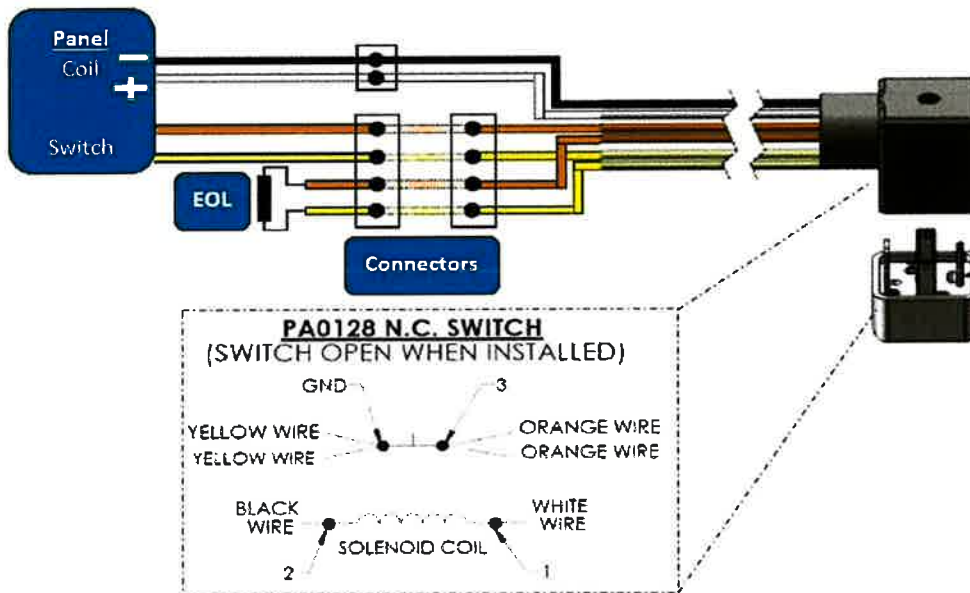 Panel
Coil
−
+
Switch
EOL
Connectors
PA0128 N.C. SWITCH
(SWITCH OPEN WHEN INSTALLED)
GND
3
YELLOW WIRE
ORANGE WIRE
YELLOW WIRE
ORANGE WIRE
BLACK
WIRE
WHITE
WIRE
SOLENOID COIL
2
1